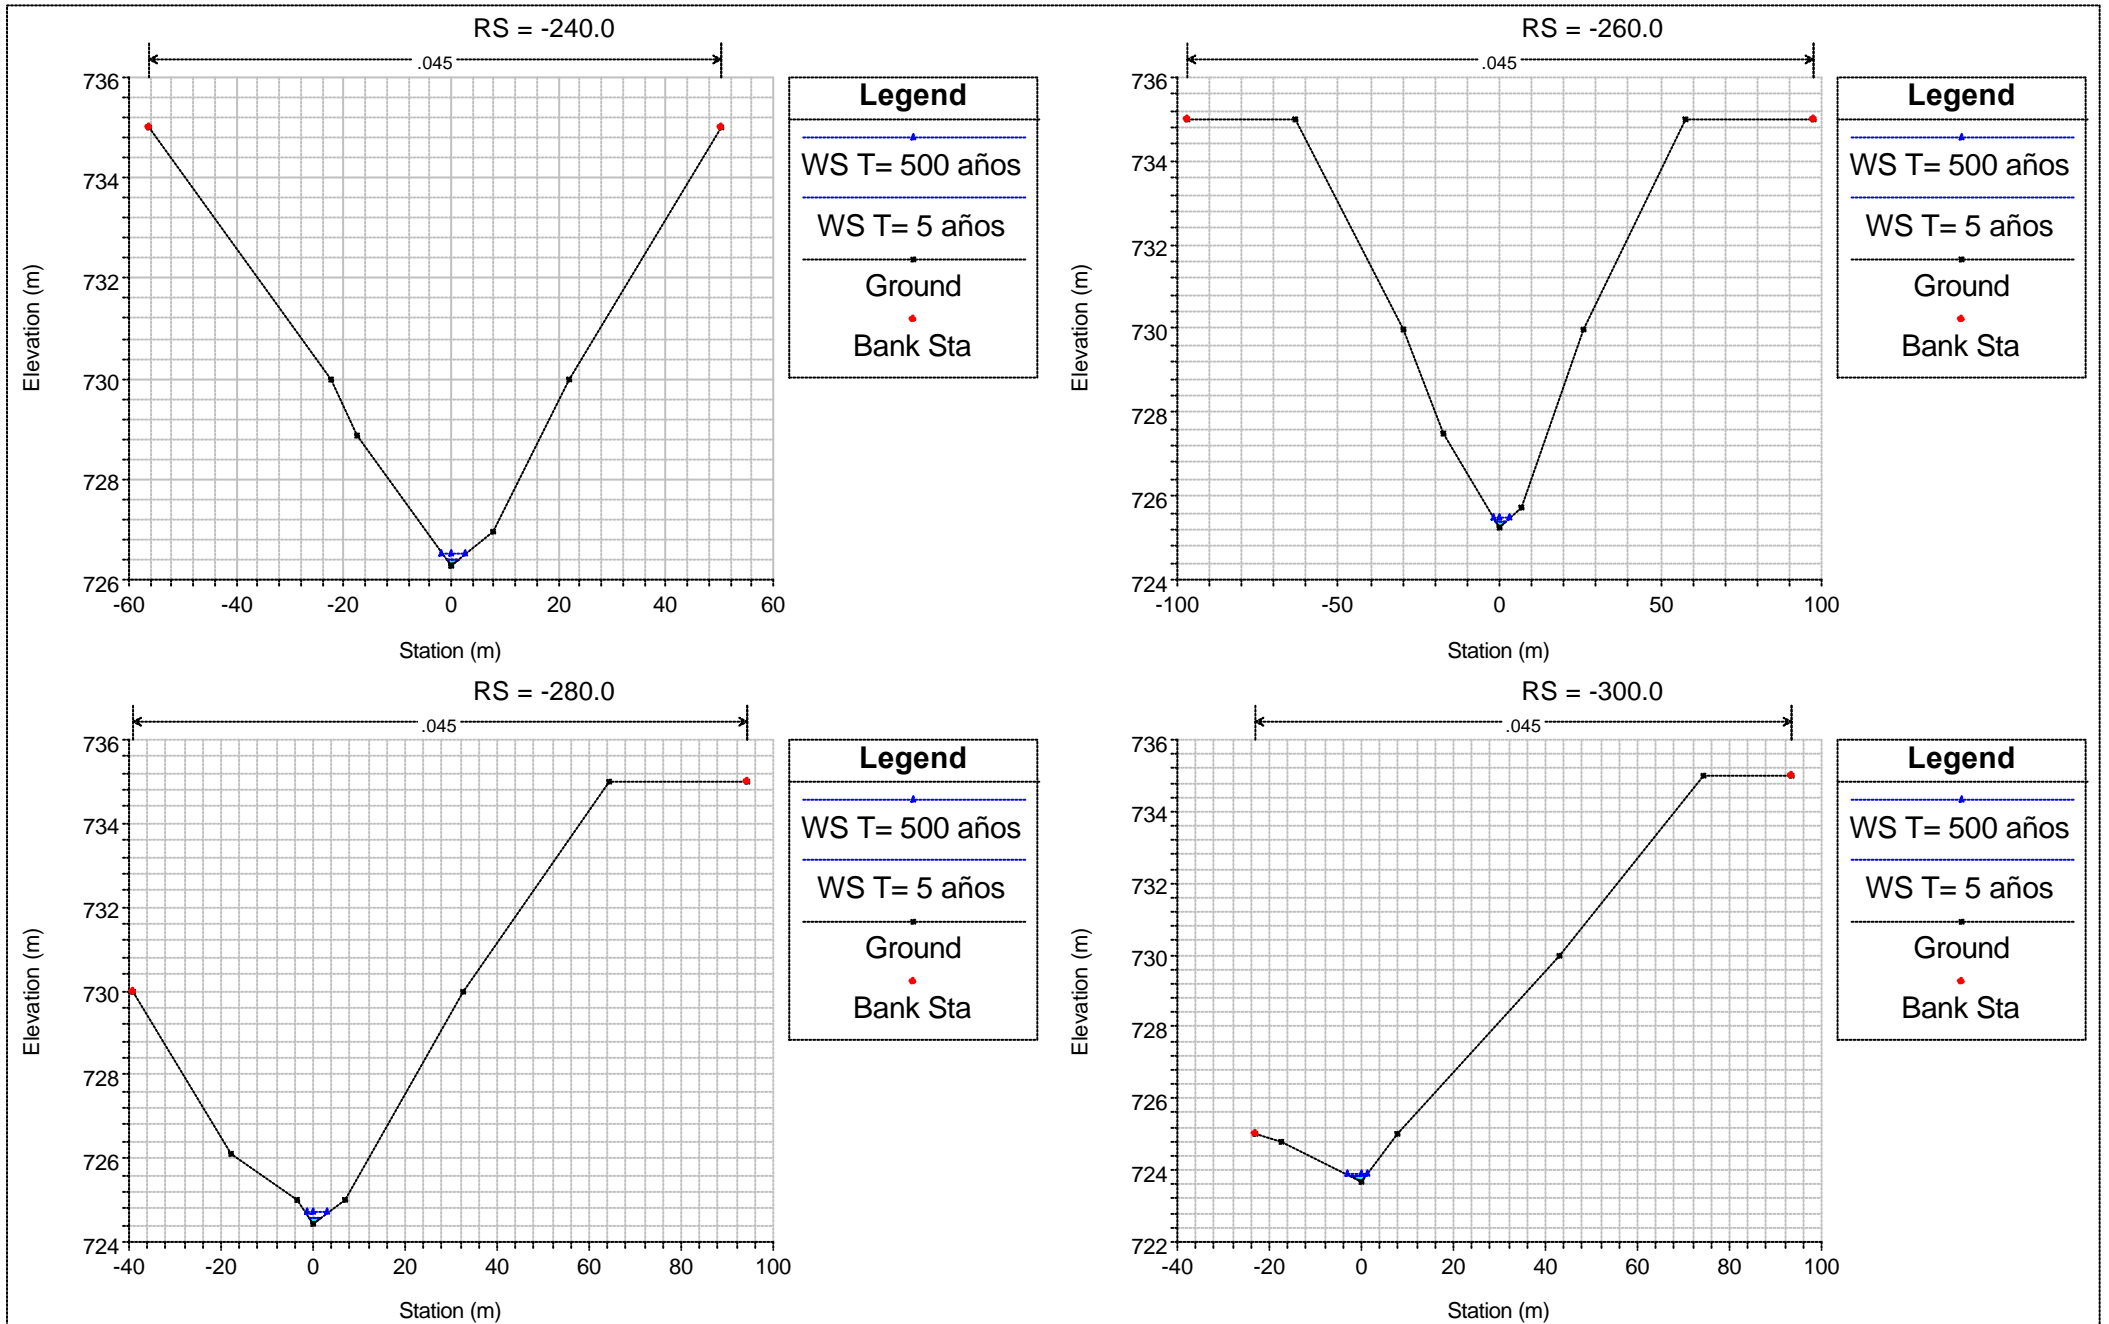 RS = -240.0
.045
736
734
732
730
728
726
-60
-40
-20
0
20
40
60
Elevation (m)
Station (m)
Legend
WS T= 500 años
WS T= 5 años
Ground
Bank Sta
RS = -260.0
.045
736
734
732
730
728
726
724
-100
-50
0
50
100
Elevation (m)
Station (m)
Legend
WS T= 500 años
WS T= 5 años
Ground
Bank Sta
RS = -280.0
.045
736
734
732
730
728
726
724
-40
-20
0
20
40
60
80
100
Elevation (m)
Station (m)
Legend
WS T= 500 años
WS T= 5 años
Ground
Bank Sta
RS = -300.0
.045
736
734
732
730
728
726
724
722
-40
-20
0
20
40
60
80
100
Elevation (m)
Station (m)
Legend
WS T= 500 años
WS T= 5 años
Ground
Bank Sta